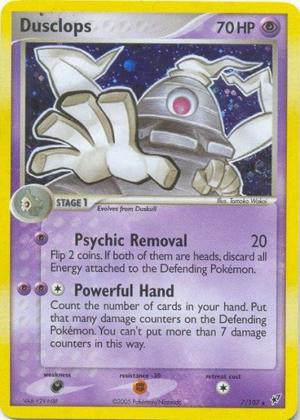 Dusclops 70 HP
Illus. Tomoko Wakai
STAGE 1
Evolves from Duskull
Psychic Removal 20
Flip 2 coins. If both of them are heads, discard all
Energy attached to the Defending Pokémon.
Powerful Hand
Count the number of cards in your hand. Put that
many damage counters on the Defending
Pokémon. You can't put more than 7 damage
counters in this way.
weakness resistance -30 retreat cost
©2005 Pokémon/Nintendo 7/107